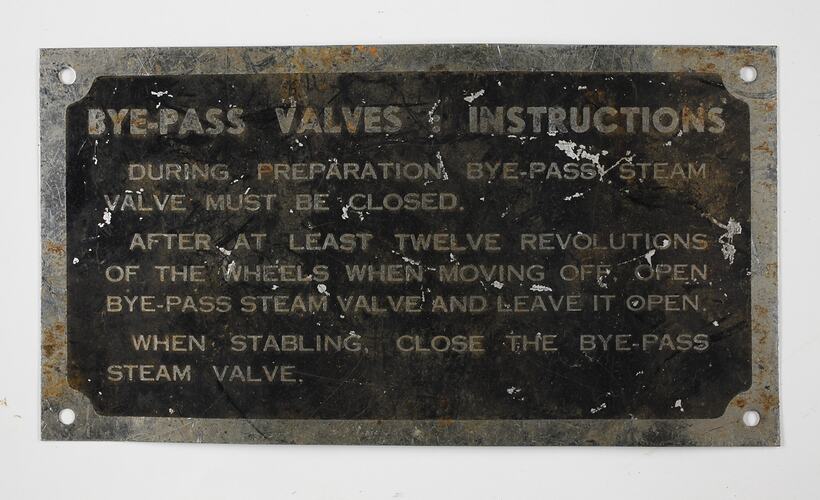 BYE-PASS VALVES : INSTRUCTIONS
DURING PREPARATION BYE-PASS STEAM
VALVE MUST BE CLOSED.
AFTER AT LEAST TWELVE REVOLUTIONS
OF THE WHEELS WHEN MOVING OFF, OPEN
BYE-PASS STEAM VALVE AND LEAVE IT OPEN.
WHEN STABLING, CLOSE THE BYE-PASS
STEAM VALVE.